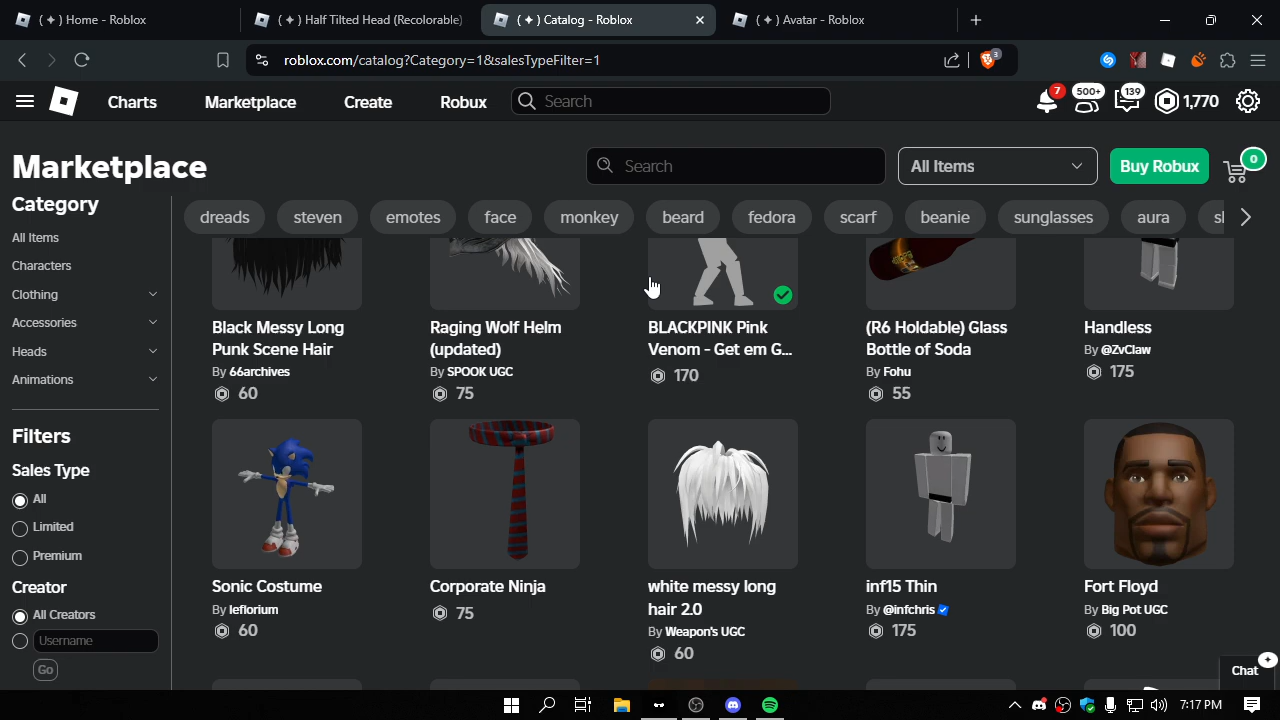 ( ✦ ) Home - Roblox
( ✦ ) Half Tilted Head (Recolorable)
( ✦ ) Catalog - Roblox
( ✦ ) Avatar - Roblox
roblox.com/catalog?Category=1&salesTypeFilter=1
3
Charts
Marketplace
Create
Robux
Search
7
500+
139
1,770
Marketplace
Search
All Items
Buy Robux
0
Category
dreads
steven
emotes
face
monkey
beard
fedora
scarf
beanie
sunglasses
aura
All Items
Characters
Clothing
Accessories
Heads
Animations
Filters
Sales Type
All
Limited
Premium
Creator
All Creators
Username
Go
Black Messy Long
Punk Scene Hair
By 66archives
60
Raging Wolf Helm
(updated)
By SPOOK UGC
75
BLACKPINK Pink
Venom - Get em G...
170
(R6 Holdable) Glass
Bottle of Soda
By Fohu
55
Handless
By @ZvClaw
175
Sonic Costume
By leflorium
60
Corporate Ninja
75
white messy long
hair 2.0
By Weapon's UGC
60
inf15 Thin
By @infchris
175
Fort Floyd
By Big Pot UGC
100
Chat
7:17 PM